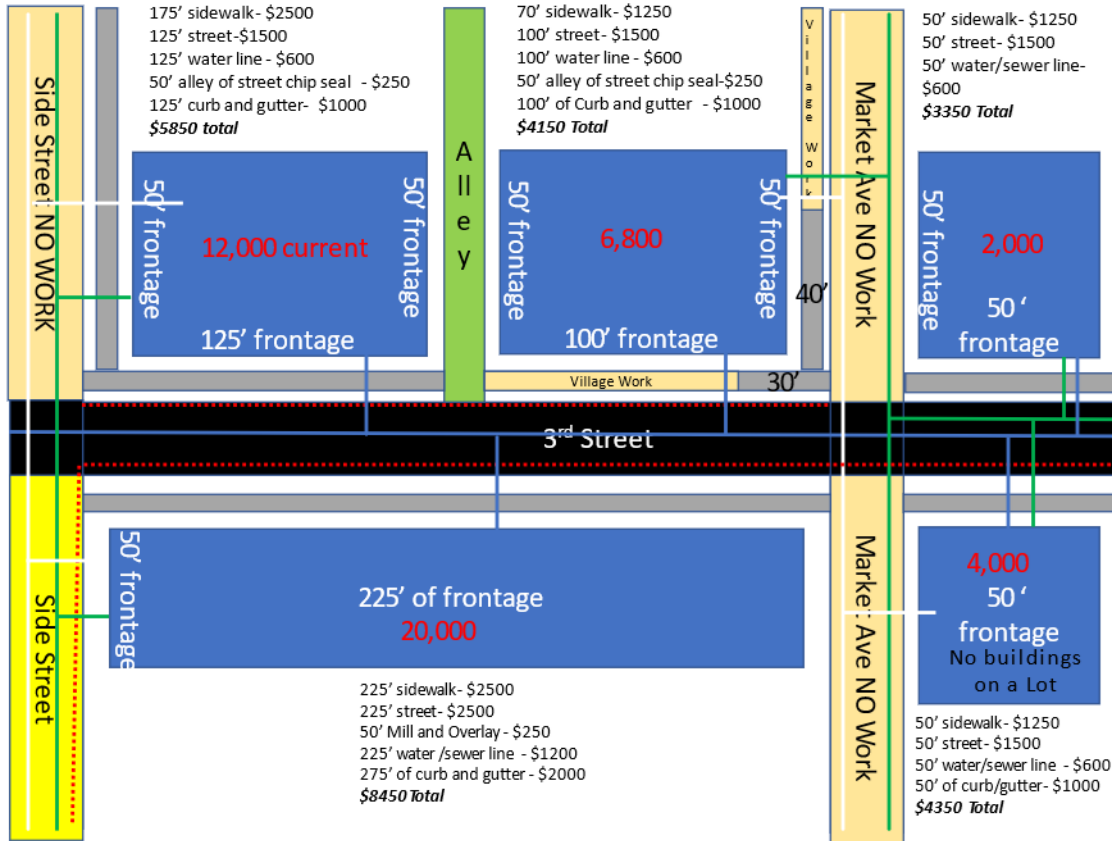 175' sidewalk- $2500
125' street-$1500
125' water line - $600
50' alley of street chip seal - $250
125' curb and gutter- $1000
$5850 total
70' sidewalk- $1250
100' street- $1500
100' water line - $600
50' alley of street chip seal-$250
100' of Curb and gutter - $1000
$4150 Total
50' sidewalk- $1250
50' street- $1500
50' water/sewer line-
$600
$3350 Total
Side Street NO WORK
Alley
Village Work
Market Ave NO Work
50' frontage
12,000 current
50' frontage
125' frontage
50' frontage
6,800
50' frontage
100' frontage
40'
50' frontage
2,000
50 '
frontage
Village Work
30'
3rd Street
Side Street
50' frontage
225' of frontage
20,000
Market Ave NO Work
4,000
50 '
frontage
No buildings
on a Lot
225' sidewalk- $2500
225' street- $2500
50' Mill and Overlay - $250
225' water /sewer line - $1200
275' of curb and gutter - $2000
$8450 Total
50' sidewalk- $1250
50' street- $1500
50' water/sewer line - $600
50' of curb/gutter- $1000
$4350 Total